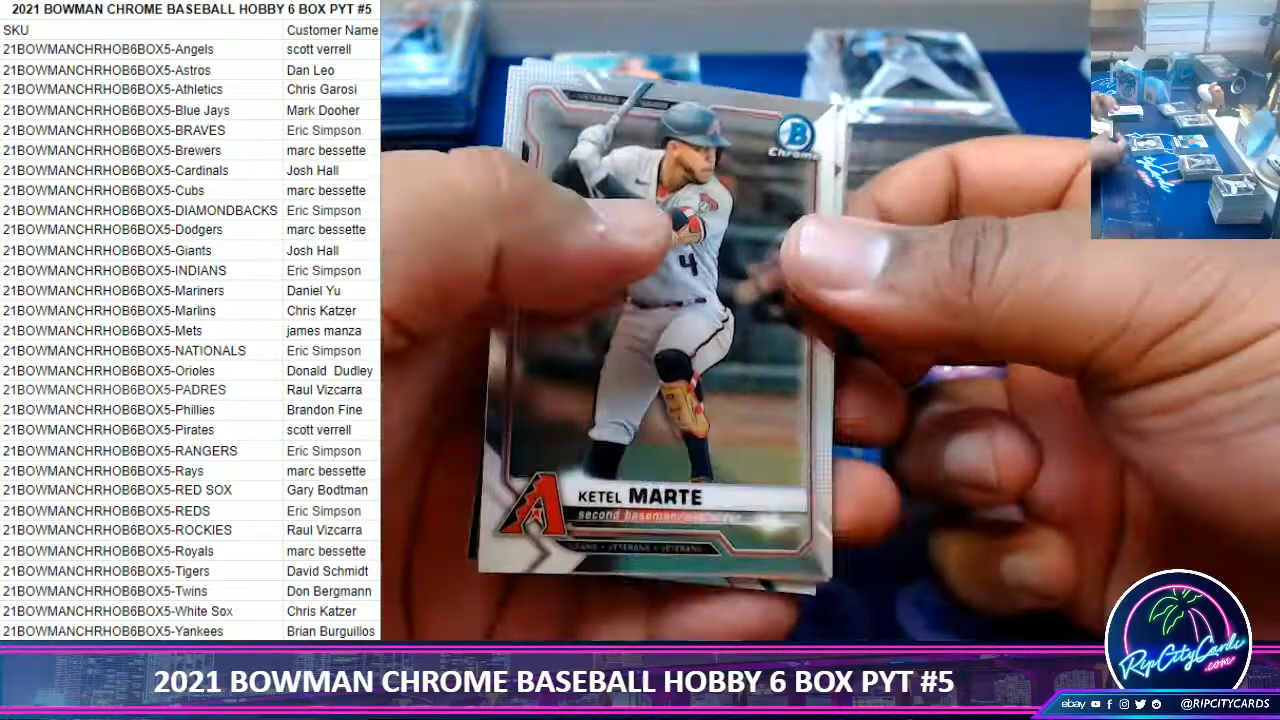 2021 BOWMAN CHROME BASEBALL HOBBY 6 BOX PYT #5
SKU Customer Name
21BOWMANCHRHOB6BOX5-Angels scott verrell
21BOWMANCHRHOB6BOX5-Astros Dan Leo
21BOWMANCHRHOB6BOX5-Athletics Chris Garosi
21BOWMANCHRHOB6BOX5-Blue Jays Mark Dooher
21BOWMANCHRHOB6BOX5-BRAVES Eric Simpson
21BOWMANCHRHOB6BOX5-Brewers marc bessette
21BOWMANCHRHOB6BOX5-Cardinals Josh Hall
21BOWMANCHRHOB6BOX5-Cubs marc bessette
21BOWMANCHRHOB6BOX5-DIAMONDBACKS Eric Simpson
21BOWMANCHRHOB6BOX5-Dodgers marc bessette
21BOWMANCHRHOB6BOX5-Giants Josh Hall
21BOWMANCHRHOB6BOX5-INDIANS Eric Simpson
21BOWMANCHRHOB6BOX5-Mariners Daniel Yu
21BOWMANCHRHOB6BOX5-Marlins Chris Katzer
21BOWMANCHRHOB6BOX5-Mets james manza
21BOWMANCHRHOB6BOX5-NATIONALS Eric Simpson
21BOWMANCHRHOB6BOX5-Orioles Donald Dudley
21BOWMANCHRHOB6BOX5-PADRES Raul Vizcarra
21BOWMANCHRHOB6BOX5-Phillies Brandon Fine
21BOWMANCHRHOB6BOX5-Pirates scott verrell
21BOWMANCHRHOB6BOX5-RANGERS Eric Simpson
21BOWMANCHRHOB6BOX5-Rays marc bessette
21BOWMANCHRHOB6BOX5-RED SOX Gary Bodtman
21BOWMANCHRHOB6BOX5-REDS Eric Simpson
21BOWMANCHRHOB6BOX5-ROCKIES Raul Vizcarra
21BOWMANCHRHOB6BOX5-Royals marc bessette
21BOWMANCHRHOB6BOX5-Tigers David Schmidt
21BOWMANCHRHOB6BOX5-Twins Don Bergmann
21BOWMANCHRHOB6BOX5-White Sox Chris Katzer
21BOWMANCHRHOB6BOX5-Yankees Brian Burguillos
B
Chrome
4
KETEL MARTE
second baseman
VETERANS • VETERANS
RipCityCards
.com
2021 BOWMAN CHROME BASEBALL HOBBY 6 BOX PYT #5
ebay @RIPCITYCARDS